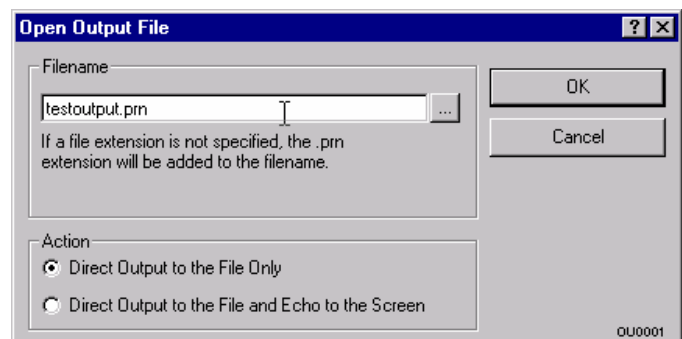 Open Output File
Filename
testoutput.prn
...
If a file extension is not specified, the .prn
extension will be added to the filename.
OK
Cancel
Action
Direct Output to the File Only
Direct Output to the File and Echo to the Screen
OU0001